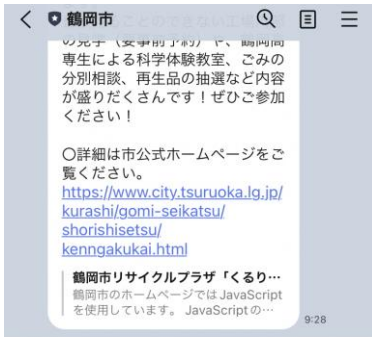 鶴岡市
の見学（要事前予約）や、鶴岡高
専生による科学体験教室、ごみの
分別相談、再生品の抽選など内容
が盛りだくさんです！ぜひご参加
ください！
〇詳細は市公式ホームページをご
覧ください。
https://www.city.tsuruoka.lg.jp/
kurashi/gomi-seikatsu/
shorishisetsu/
kenngakukai.html
鶴岡市リサイクルプラザ「くるり…
鶴岡市のホームページではJavaScript
を使用しています。 JavaScriptの…
9:28